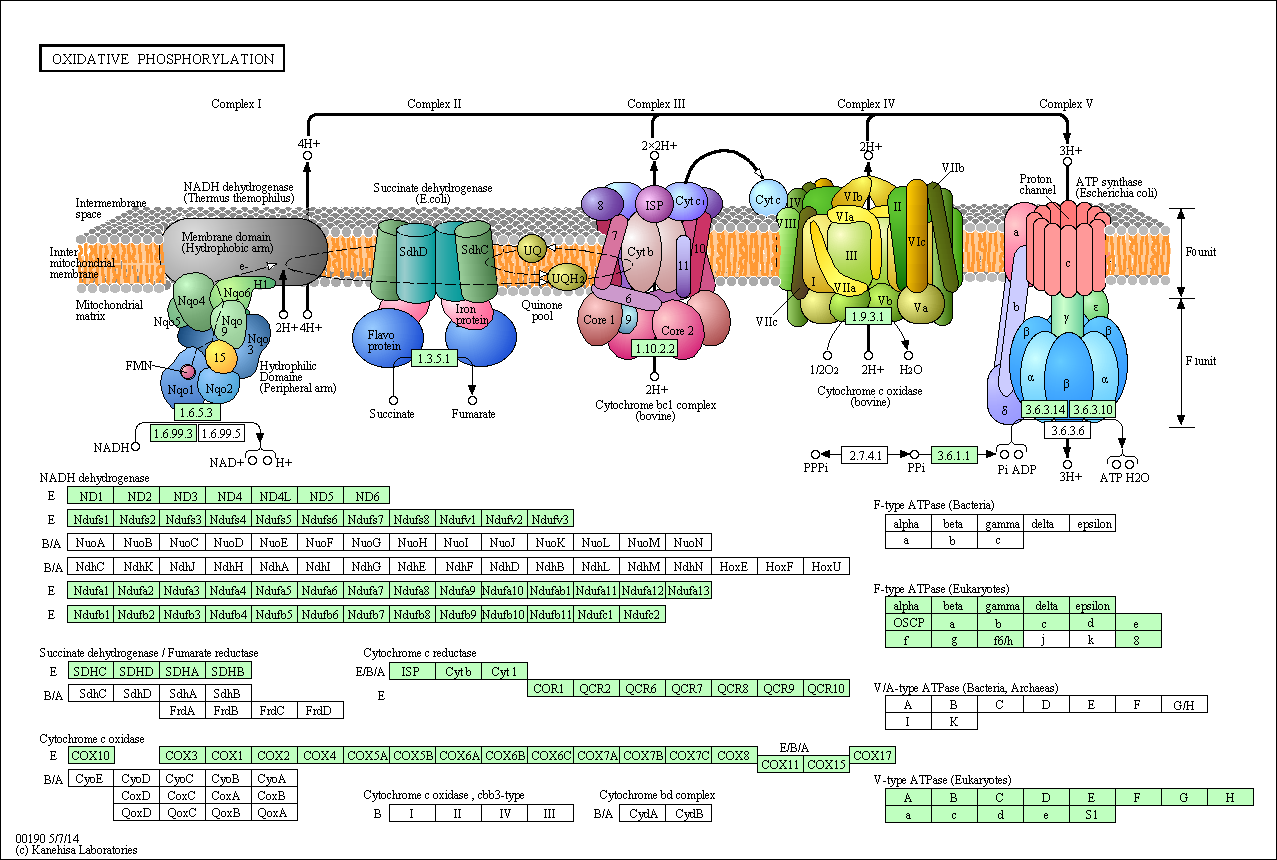 OXIDATIVE PHOSPHORYLATION
Complex I
Complex II
Complex III
Complex IV
Complex V
4H+
2×2H+
2H+
3H+
NADH dehydrogenase
(Thermus themophilus)
Succinate dehydrogenase
(E.coli)
Proton
channel
ATP synthase
(Escherichia coli)
Intermembrane
space
Innter
mitochondrial
membrane
Mitochondrial
matrix
Membrane domain
(Hydrophobic arm)
e-
H1
Nqo4
Nqo6
Nqo5
Nqo
9
Nqo
3
15
FMN
Nqo1
Nqo2
2H+ 4H+
Hydrophilic
Domaine
(Peripheral arm)
1.6.5.3
1.6.99.3 1.6.99.5
NADH
NAD+ H+
SdhD
SdhC
Flavo
protein
Iron
protein
1.3.5.1
Succinate
Fumarate
UQ
UQH2
Quinone
pool
8
ISP
Cyt c1
7
Cyt b
10
11
6
Core 1
9
Core 2
1.10.2.2
2H+
Cytochrome bc1 complex
(bovine)
Cyt c
IV
VIb
VIIb
VIII
VIa
II
III
VIc
I
VIIa
VIIc
Vb
Va
1.9.3.1
1/2O2
2H+
H2O
Cytochrome c oxidase
(bovine)
a
c
b
γ
ε
β
β
α
β
α
δ
F0unit
F1unit
3.6.3.14 3.6.3.10
3.6.3.6
PPPi
2.7.4.1
PPi
3.6.1.1
Pi ADP
3H+
ATP H2O
NADH dehydrogenase
E ND1 ND2 ND3 ND4 ND4L ND5 ND6
E Ndufs1 Ndufs2 Ndufs3 Ndufs4 Ndufs5 Ndufs6 Ndufs7 Ndufs8 Ndufv1 Ndufv2 Ndufv3
B/A NuoA NuoB NuoC NuoD NuoE NuoF NuoG NuoH NuoI NuoJ NuoK NuoL NuoM NuoN
B/A NdhC NdhK NdhJ NdhH NdhA NdhI NdhG NdhE NdhF NdhD NdhB NdhL NdhM NdhN HoxE HoxF HoxU
E Ndufa1 Ndufa2 Ndufa3 Ndufa4 Ndufa5 Ndufa6 Ndufa7 Ndufa8 Ndufa9 Ndufa10 Ndufab1 Ndufa11 Ndufa12 Ndufa13
E Ndufb1 Ndufb2 Ndufb3 Ndufb4 Ndufb5 Ndufb6 Ndufb7 Ndufb8 Ndufb9 Ndufb10 Ndufb11 Ndufc1 Ndufc2
Succinate dehydrogenase / Fumarate reductase
E SDHC SDHD SDHA SDHB
B/A SdhC SdhD SdhA SdhB
FrdA FrdB FrdC FrdD
Cytochrome c reductase
E/B/A ISP Cyt b Cyt 1
E COR1 QCR2 QCR6 QCR7 QCR8 QCR9 QCR10
Cytochrome c oxidase
E COX10 COX3 COX1 COX2 COX4 COX5A COX5B COX6A COX6B COX6C COX7A COX7B COX7C COX8
E/B/A
COX11 COX15
COX17
B/A CyoE CyoD CyoC CyoB CyoA
CoxD CoxC CoxA CoxB
QoxD QoxC QoxB QoxA
Cytochrome c oxidase , cbb3-type
B I II IV III
Cytochrome bd complex
B/A CydA CydB
F-type ATPase (Bacteria)
alpha beta gamma delta epsilon
a b c
F-type ATPase (Eukaryotes)
alpha beta gamma delta epsilon
OSCP a b c d e
f g f6/h j k 8
V/A-type ATPase (Bacteria, Archaeas)
A B C D E F G/H
I K
V-type ATPase (Eukaryotes)
A B C D E F G H
a c d e S1
00190 5/7/14
(c) Kanehisa Laboratories